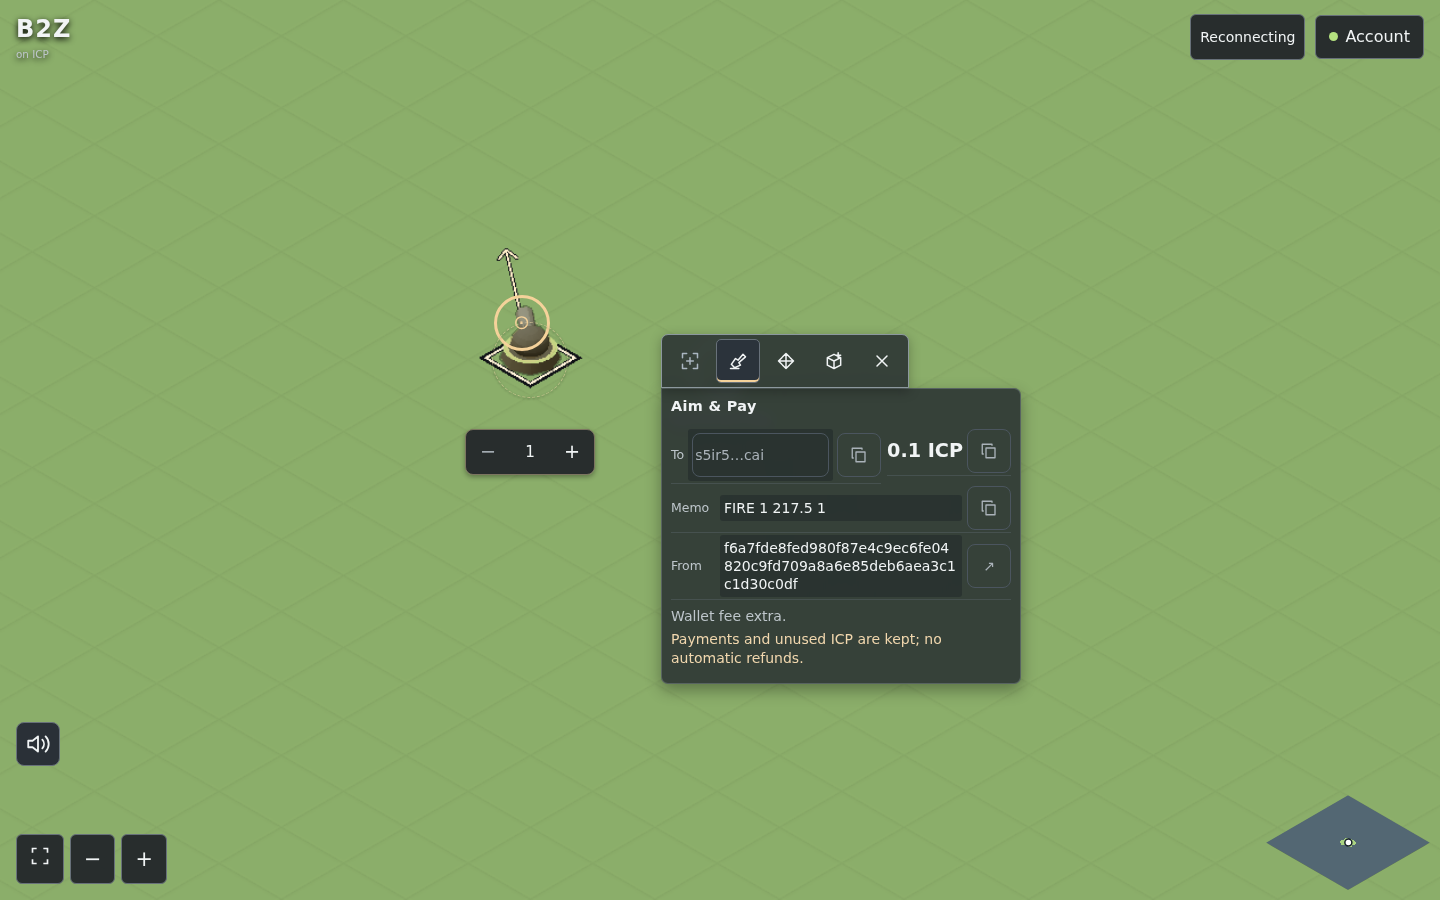 B2Z
on ICP
Reconnecting
Account
1
Aim & Pay
To s5ir5...cai 0.1 ICP
Memo FIRE 1 217.5 1
From f6a7fde8fed980f87e4c9ec6fe04
820c9fd709a8a6e85deb6aea3c1
c1d30c0df
Wallet fee extra.
Payments and unused ICP are kept; no
automatic refunds.